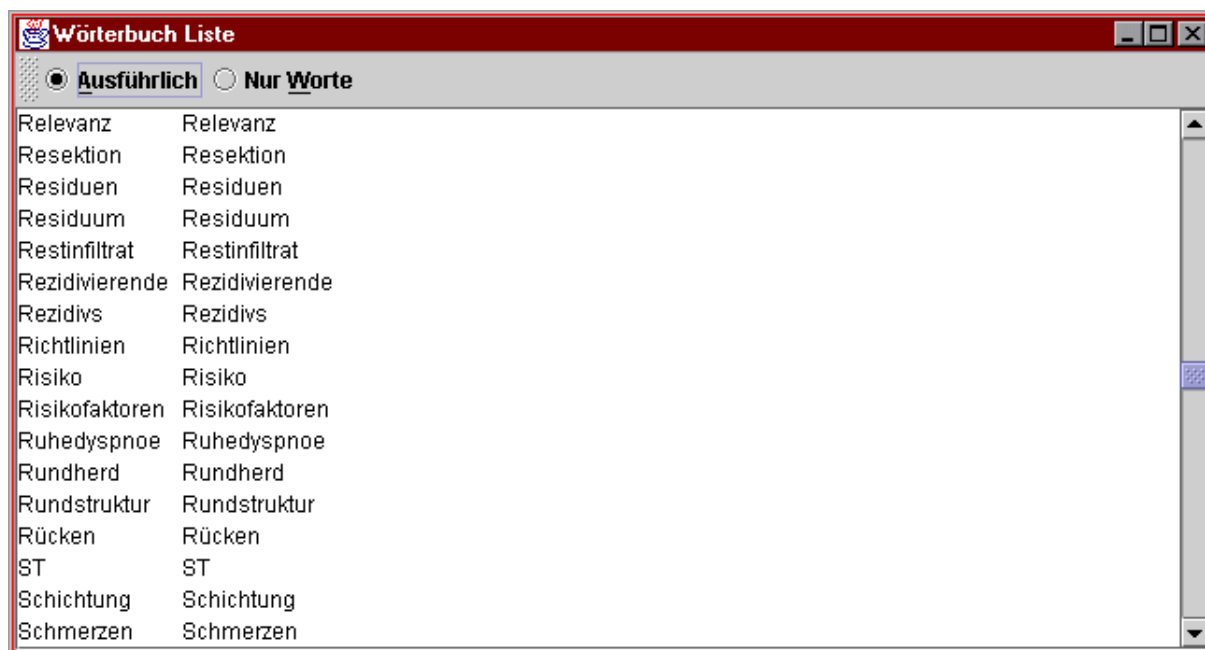 Wörterbuch Liste
Ausführlich Nur Worte
Relevanz Relevanz
Resektion Resektion
Residuen Residuen
Residuum Residuum
Restinfiltrat Restinfiltrat
Rezidivierende Rezidivierende
Rezidivs Rezidivs
Richtlinien Richtlinien
Risiko Risiko
Risikofaktoren Risikofaktoren
Ruhedyspnoe Ruhedyspnoe
Rundherd Rundherd
Rundstruktur Rundstruktur
Rücken Rücken
ST ST
Schichtung Schichtung
Schmerzen Schmerzen